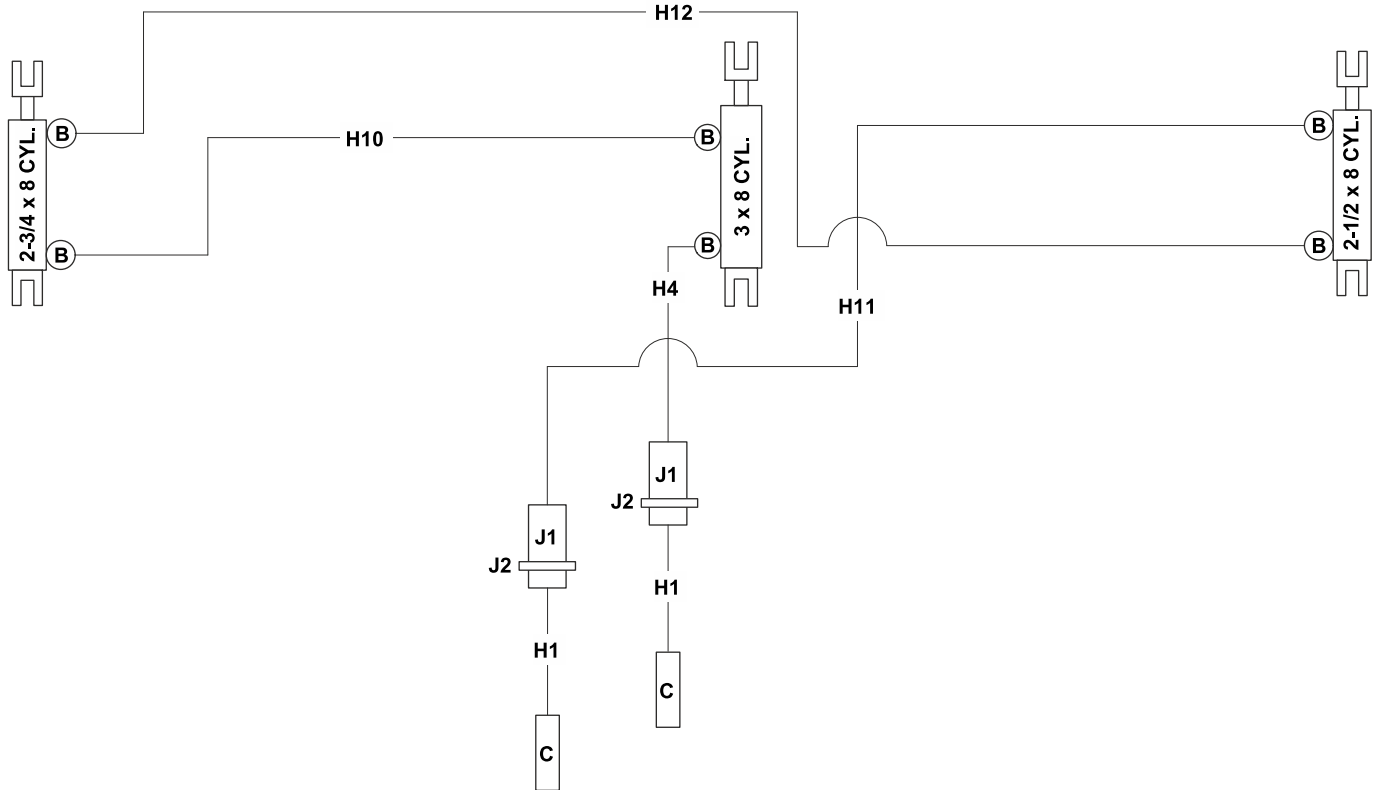 H12
B
2-3/4 x 8 CYL.
B
H10
B
3 x 8 CYL.
B
B
2-1/2 x 8 CYL.
B
H4
H11
J1
J2
J1
J2
H1
H1
C
C